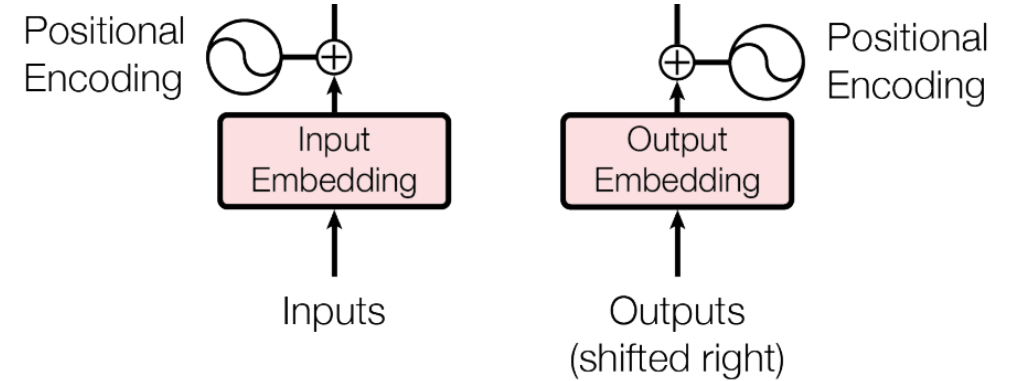 Positional
Encoding
Positional
Encoding
Input
Embedding
Output
Embedding
Inputs
Outputs
(shifted right)